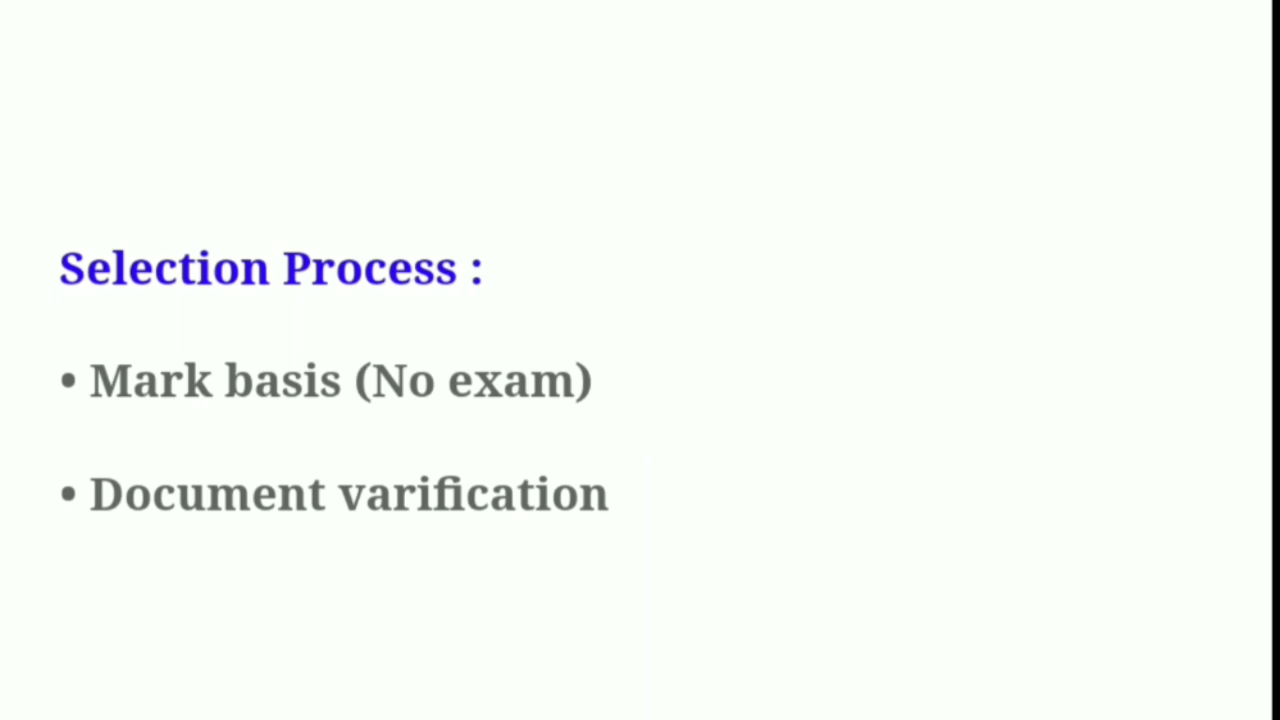 Selection Process :
• Mark basis (No exam)
• Document varification